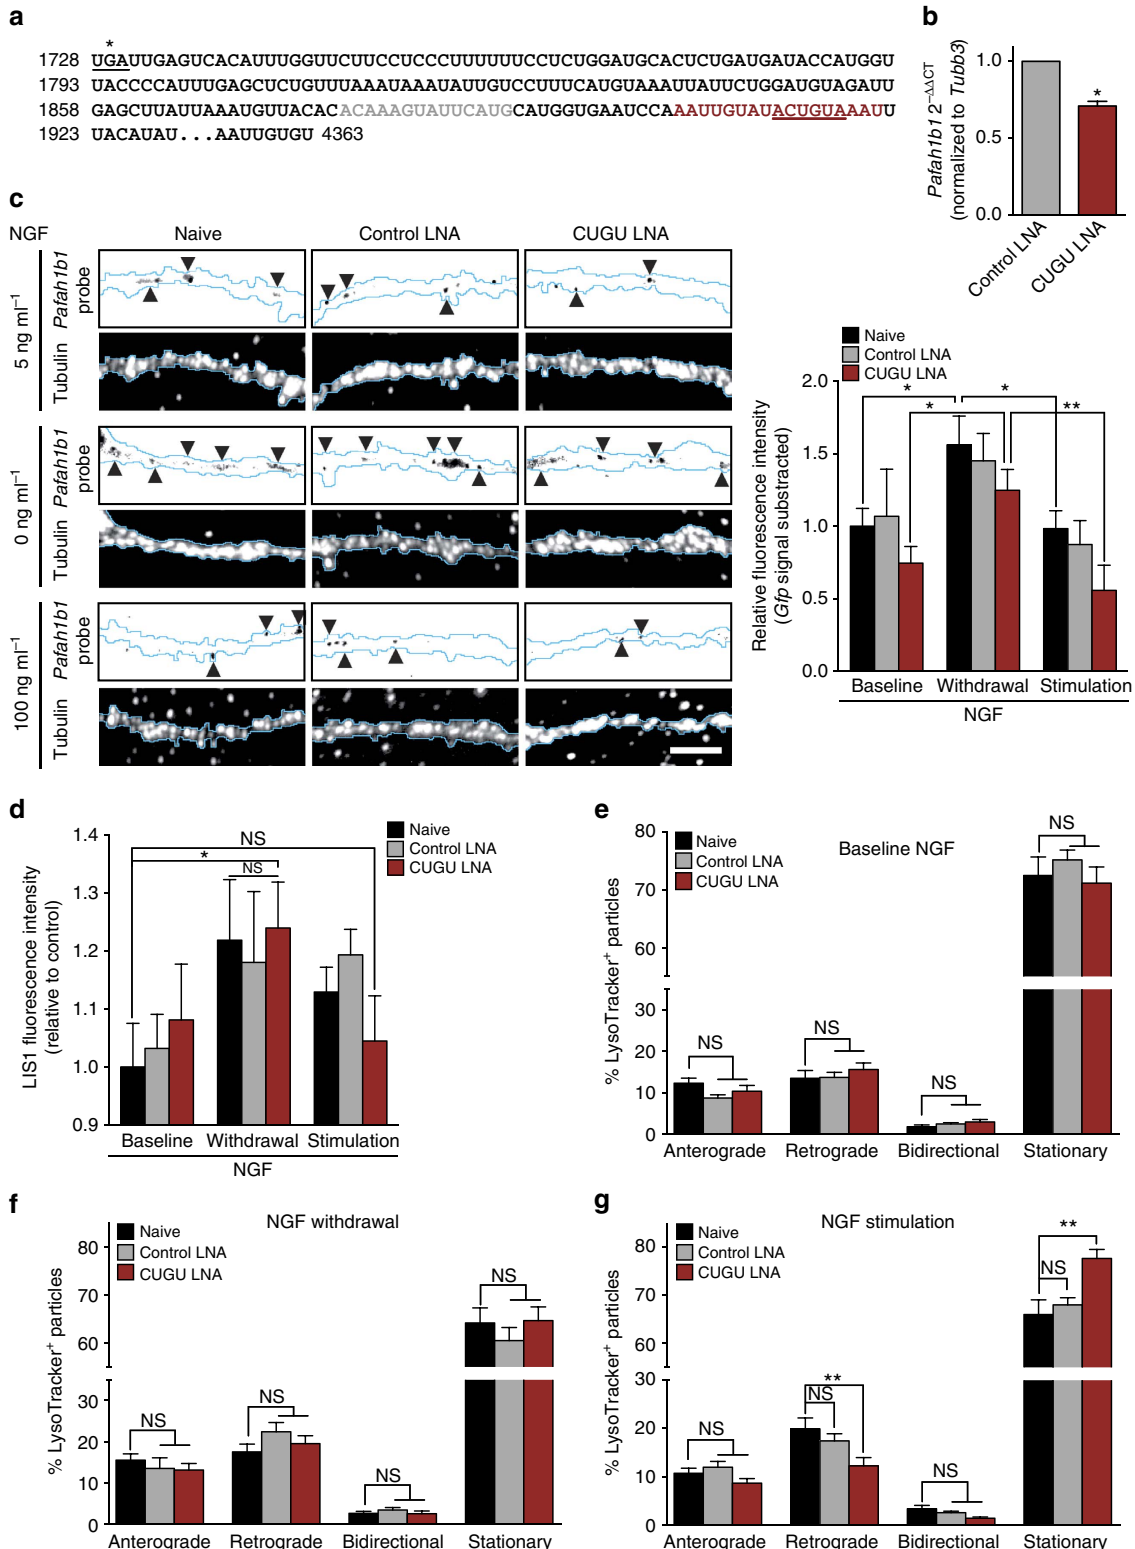 a
*
1728 UGAUUGAGUCACAUUUGGUUCUUCCUCCCUUUUUUUCCUCUGGAUGCACUCUGAUGAUACCAUGGU
1793 UACCCCAUUUGAGCUCUGUUUAAAUAAAUAUUGUCCUUUCAUGUAAAUUAUUCUGGAUGUAGAUU
1858 GAGCUUAUUAAAUGUUACACACAAAGUAUUCAUGCAUGGUGAAUCCAAAUUGUAUACUGUAAAUU
1923 UACAUAU...AAUUGUGU 4363
b
Pafah1b1 2−ΔΔCT
(normalized to Tubb3)
1.0
0.5
0.0
*
Control LNA
CUGU LNA
c
NGF
Naive
Control LNA
CUGU LNA
5 ng ml−1
Pafah1b1
probe
Tubulin
0 ng ml−1
Pafah1b1
probe
Tubulin
100 ng ml−1
Pafah1b1
probe
Tubulin
Naive
Control LNA
CUGU LNA
Relative fluorescence intensity
(Gfp signal substracted)
2.0
1.5
1.0
0.5
0.0
*
*
*
**
Baseline
Withdrawal
Stimulation
NGF
d
Naive
Control LNA
CUGU LNA
LIS1 fluorescence intensity
(relative to control)
1.4
1.3
1.2
1.1
1.0
0.9
NS
*
NS
Baseline
Withdrawal
Stimulation
NGF
e
Baseline NGF
Naive
Control LNA
CUGU LNA
% LysoTracker+ particles
80
70
60
30
20
10
0
NS
NS
NS
NS
Anterograde
Retrograde
Bidirectional
Stationary
f
NGF withdrawal
Naive
Control LNA
CUGU LNA
% LysoTracker+ particles
80
70
60
30
20
10
0
NS
NS
NS
NS
Anterograde
Retrograde
Bidirectional
Stationary
g
NGF stimulation
Naive
Control LNA
CUGU LNA
% LysoTracker+ particles
80
70
60
30
20
10
0
NS
**
NS
NS
**
NS
Anterograde
Retrograde
Bidirectional
Stationary